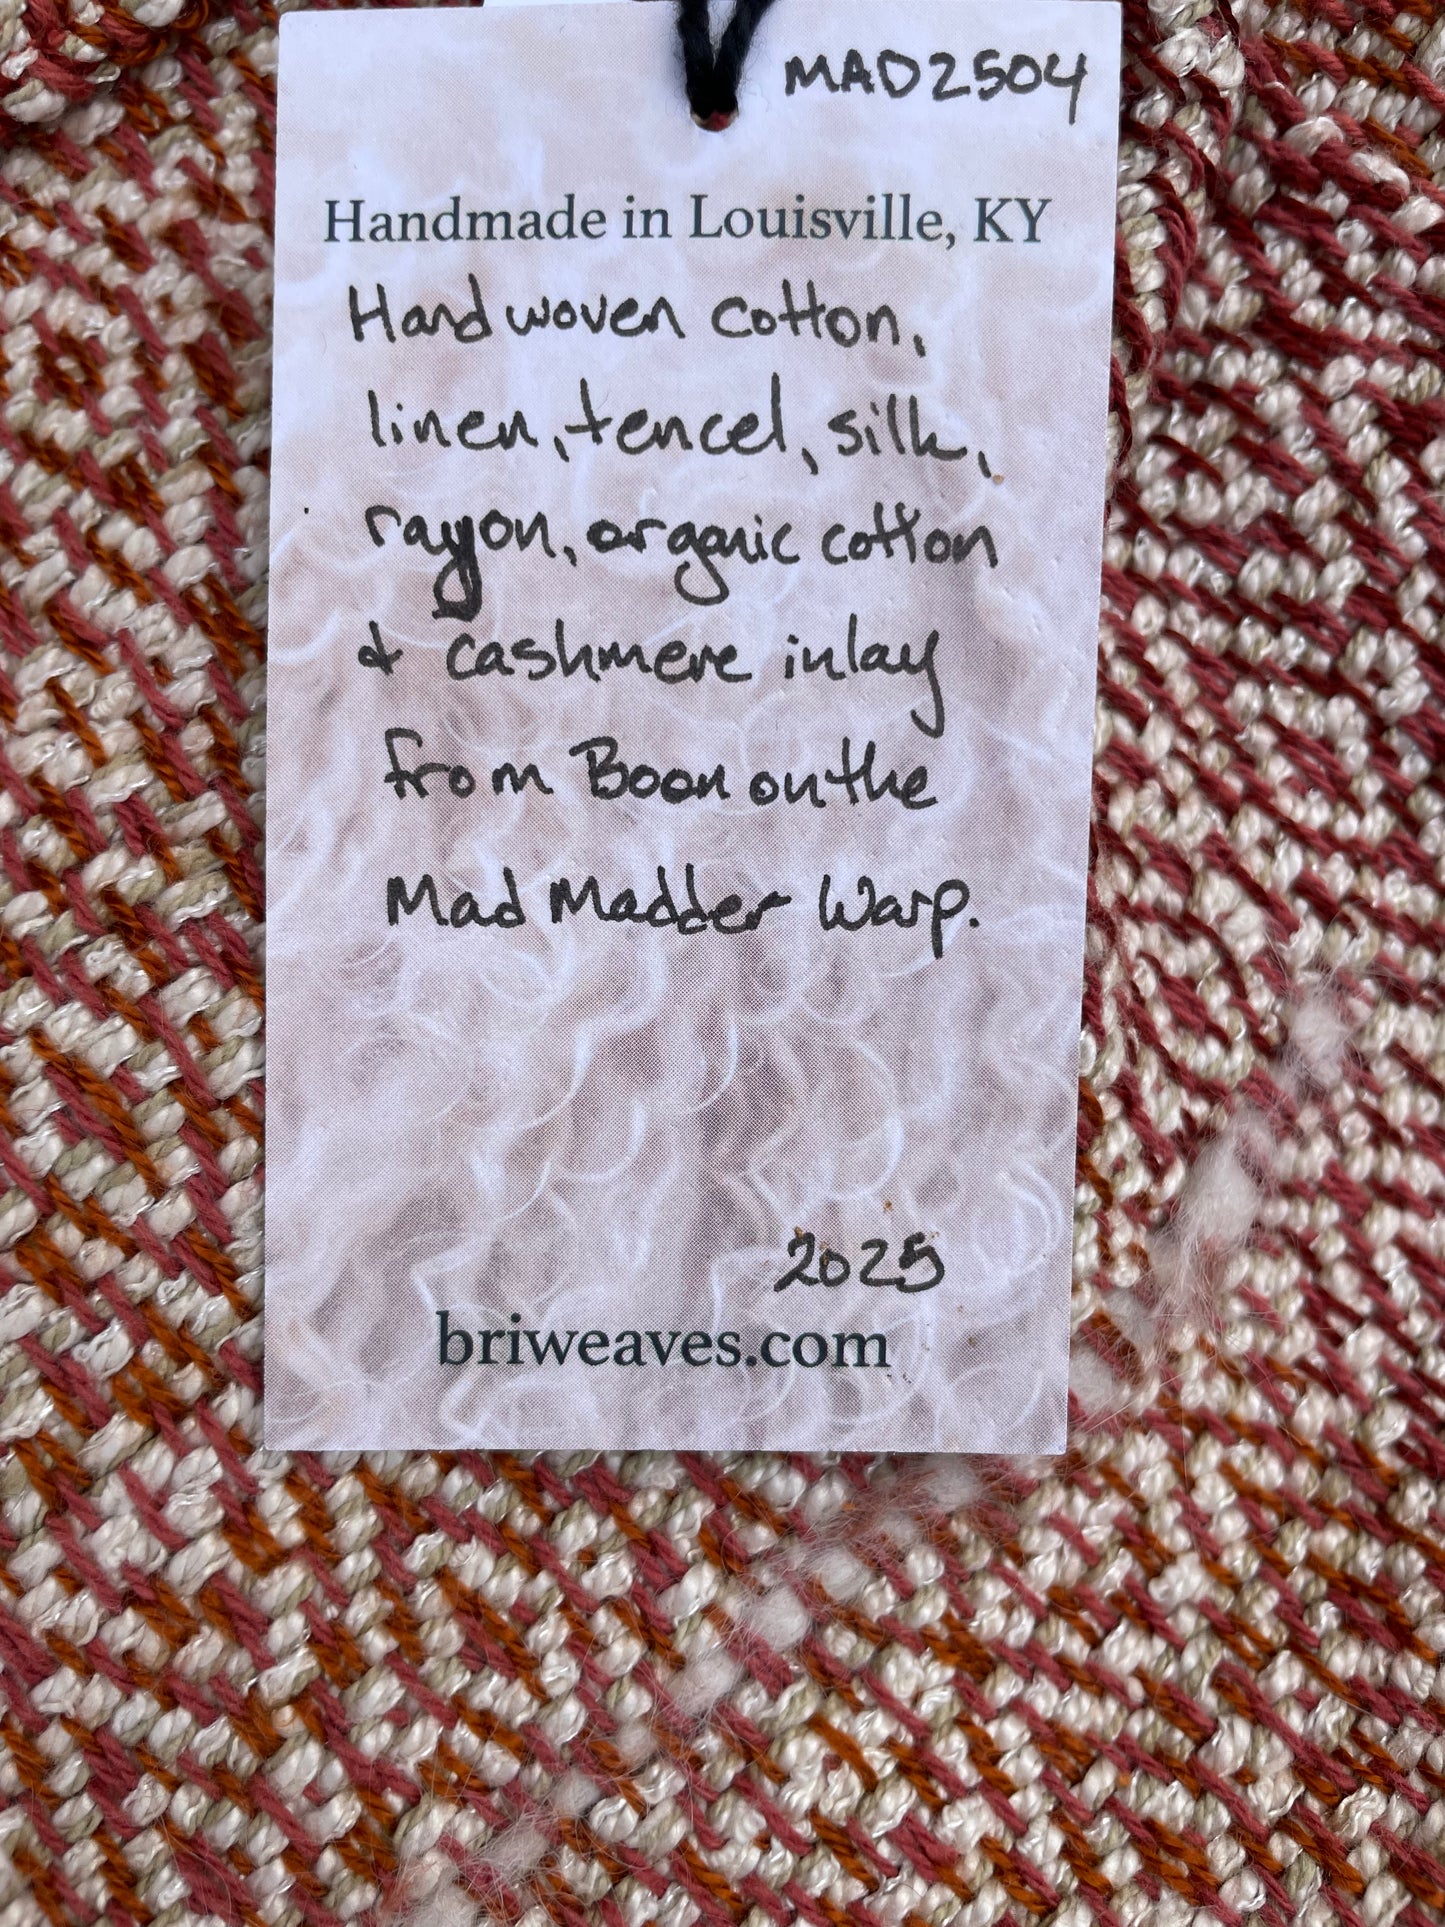 MAD2504
Handmade in Louisville, KY
Handwoven cotton,
linen, tencel, silk,
rayon, organic cotton
& cashmere inlay
from Boon on the
Mad Madder Warp.
2025
briweaves.com